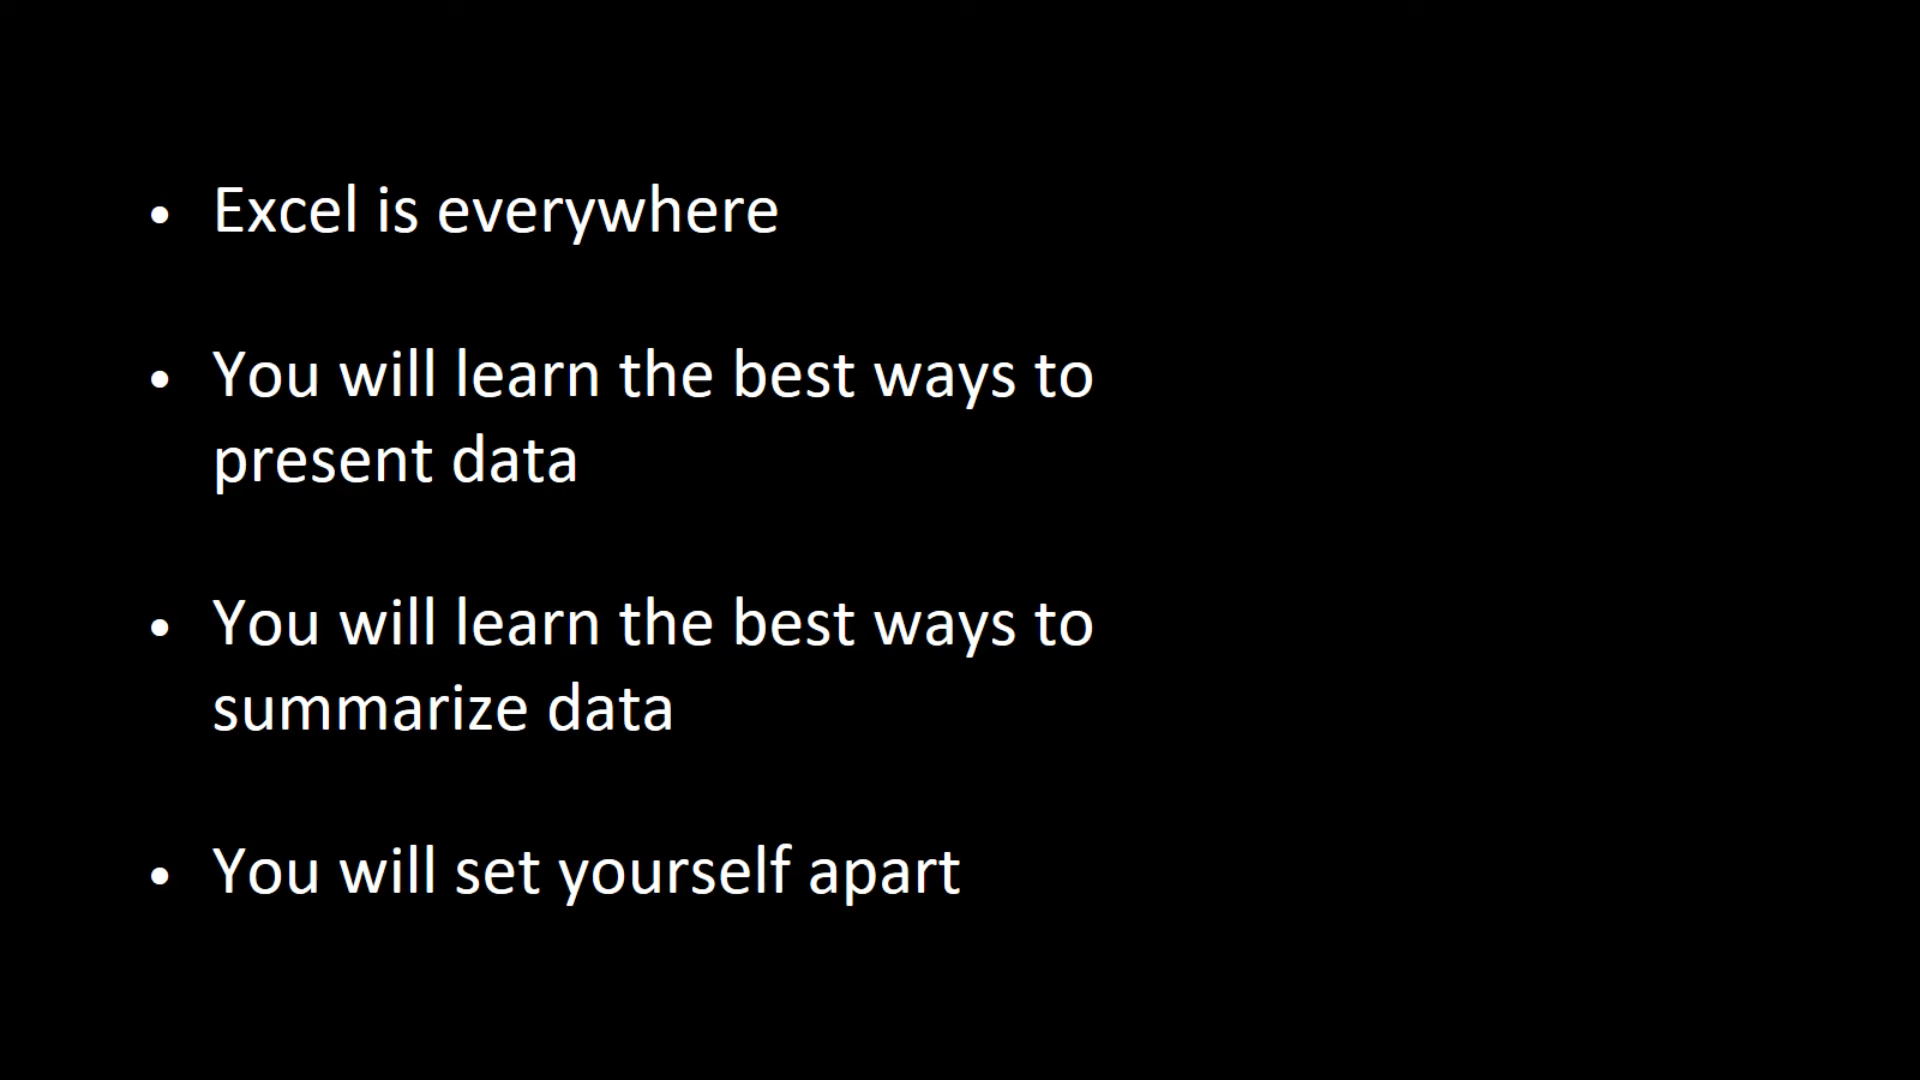 • Excel is everywhere
• You will learn the best ways to
present data
• You will learn the best ways to
summarize data
• You will set yourself apart